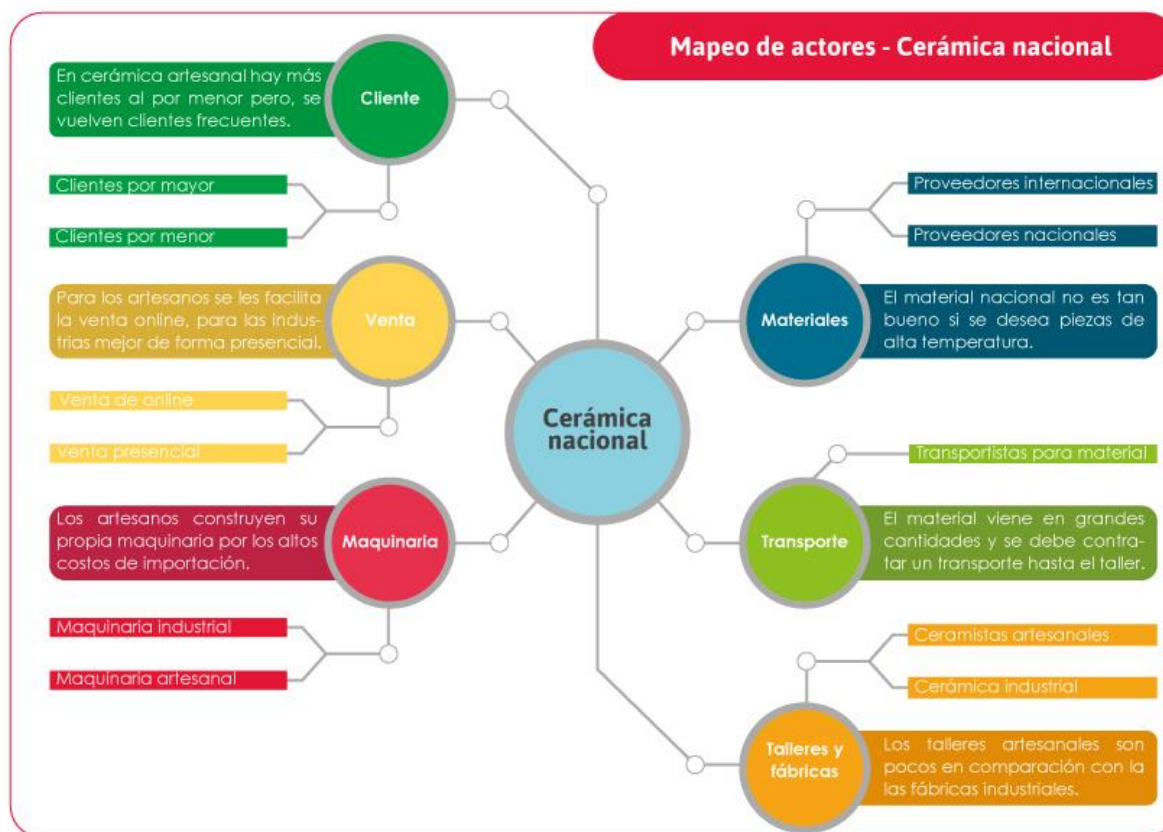 Mapeo de actores - Cerámica nacional
En cerámica artesanal hay más
clientes al por menor pero, se
vuelven clientes frecuentes.
Cliente
Clientes por mayor
Clientes por menor
Para los artesanos se les facilita
la venta online, para las indus-
trias mejor de forma presencial.
Venta
Venta de online
Venta presencial
Los artesanos construyen su
propia maquinaria por los altos
costos de importación.
Maquinaria
Maquinaria industrial
Maquinaria artesanal
Cerámica
nacional
Proveedores internacionales
Proveedores nacionales
Materiales
El material nacional no es tan
bueno si se desea piezas de
alta temperatura.
Transportistas para material
Transporte
El material viene en grandes
cantidades y se debe contra-
tar un transporte hasta el taller.
Ceramistas artesanales
Cerámica industrial
Talleres y
fábricas
Los talleres artesanales son
pocos en comparación con la
las fábricas industriales.